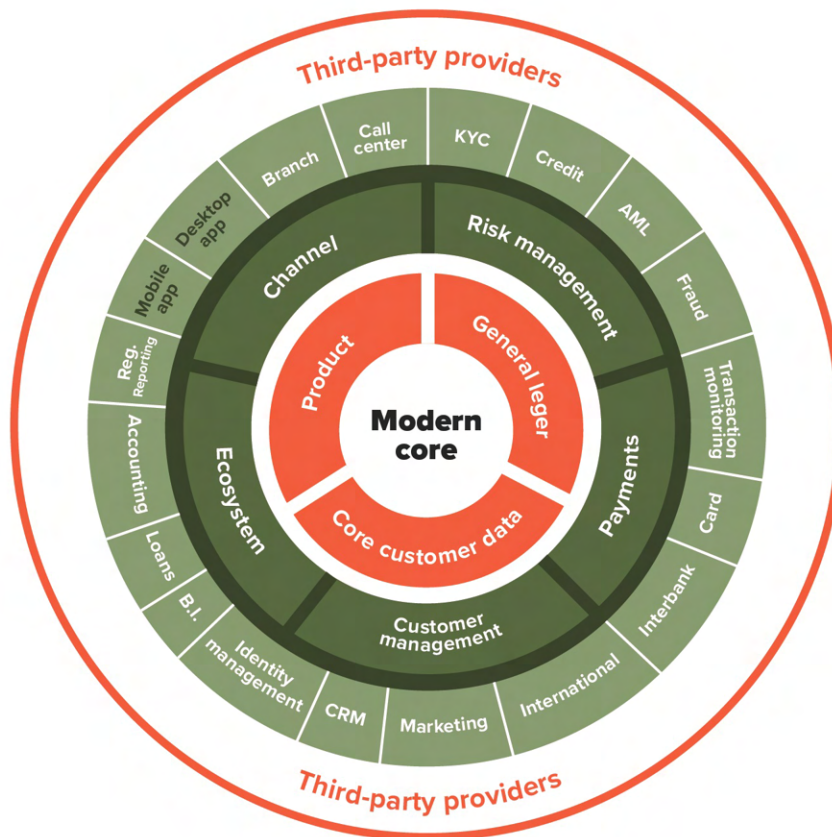 Third-party providers
Call
center
KYC
Credit
AML
Fraud
Transaction
monitoring
Card
Interbank
International
Marketing
CRM
Identity
management
B.I.
Loans
Accounting
Reg.
Reporting
Mobile
app
Desktop
app
Branch
Channel
Risk management
Payments
Customer
management
Ecosystem
Product
General leger
Core customer data
Modern
core
Third-party providers